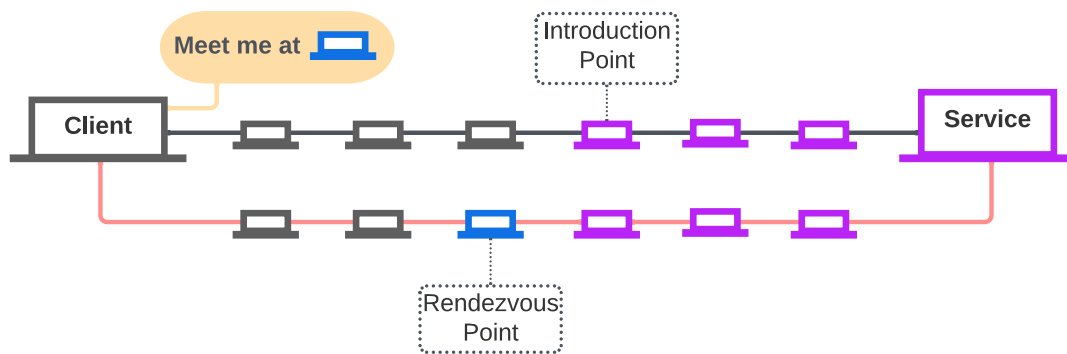 Meet me at
Introduction
Point
Client
Service
Rendezvous
Point